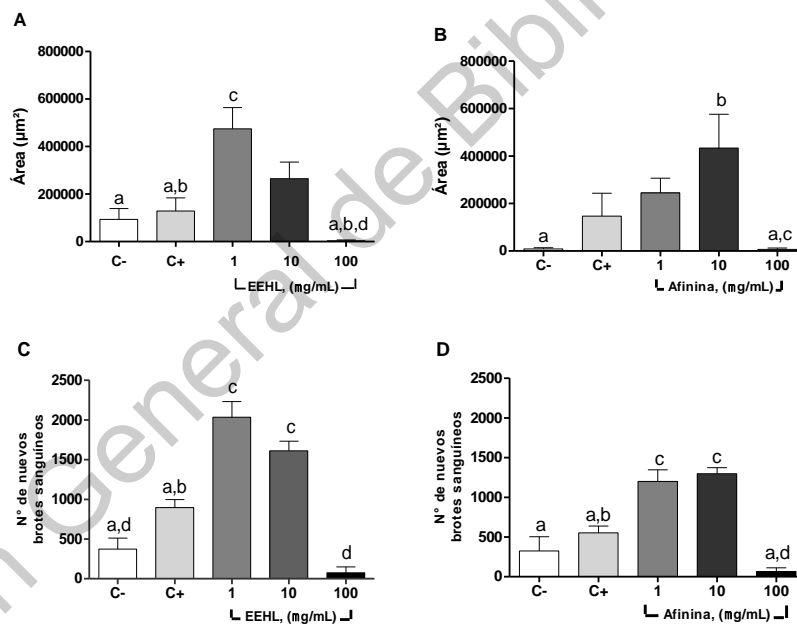 A
800000
600000
400000
200000
0
Área (µm²)
a
a,b
c
a,b,d
C-
C+
1
10
100
EEHL, (mg/mL)
B
800000
600000
400000
200000
0
Área (µm²)
a
b
a,c
C-
C+
1
10
100
Afinina, (mg/mL)
C
2500
2000
1500
1000
500
0
N° de nuevos
brotes sanguíneos
a,d
a,b
c
c
d
C-
C+
1
10
100
EEHL, (mg/mL)
D
2500
2000
1500
1000
500
0
N° de nuevos
brotes sanguíneos
a
a,b
c
c
a,d
C-
C+
1
10
100
Afinina, (mg/mL)
General de Bibli